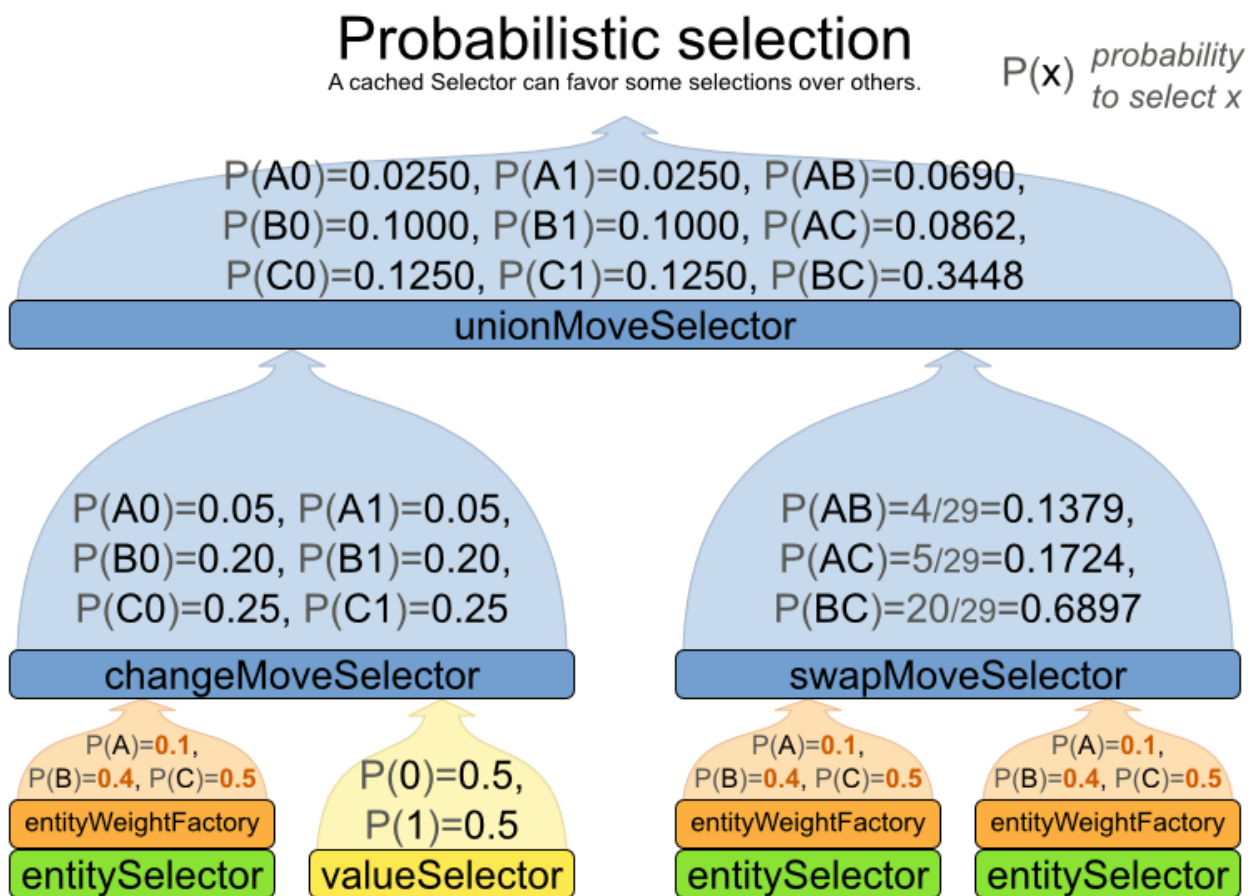 Probabilistic selection
A cached Selector can favor some selections over others.
P(x) probability
to select x
P(A0)=0.0250, P(A1)=0.0250, P(AB)=0.0690,
P(B0)=0.1000, P(B1)=0.1000, P(AC)=0.0862,
P(C0)=0.1250, P(C1)=0.1250, P(BC)=0.3448
unionMoveSelector
P(A0)=0.05, P(A1)=0.05,
P(B0)=0.20, P(B1)=0.20,
P(C0)=0.25, P(C1)=0.25
changeMoveSelector
P(AB)=4/29=0.1379,
P(AC)=5/29=0.1724,
P(BC)=20/29=0.6897
swapMoveSelector
P(A)=0.1,
P(B)=0.4, P(C)=0.5
entityWeightFactory
entitySelector
P(0)=0.5,
P(1)=0.5
valueSelector
P(A)=0.1,
P(B)=0.4, P(C)=0.5
entityWeightFactory
entitySelector
P(A)=0.1,
P(B)=0.4, P(C)=0.5
entityWeightFactory
entitySelector